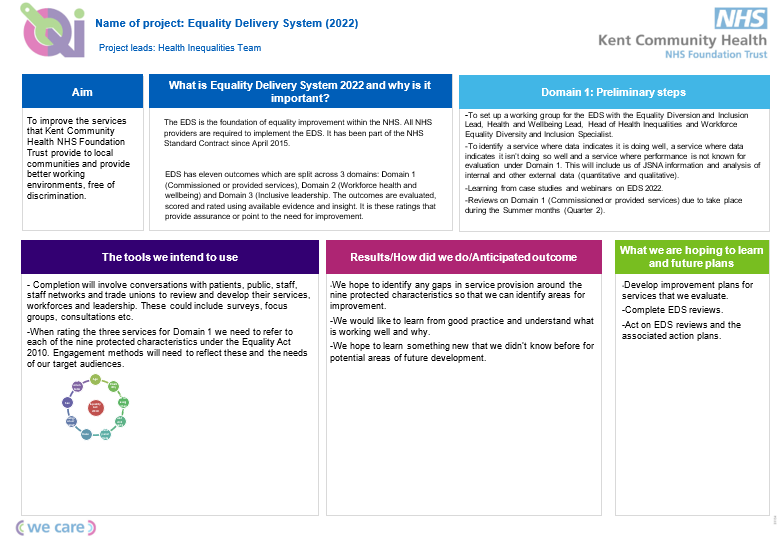 Name of project: Equality Delivery System (2022)
Project leads: Health Inequalities Team
NHS
Kent Community Health
NHS Foundation Trust
Aim
To improve the services
that Kent Community
Health NHS Foundation
Trust provide to local
communities and provide
better working
environments, free of
discrimination.
What is Equality Delivery System 2022 and why is it
important?
The EDS is the foundation of equality improvement within the NHS. All NHS
providers are required to implement the EDS. It has been part of the NHS
Standard Contract since April 2015.
EDS has eleven outcomes which are split across 3 domains: Domain 1
(Commissioned or provided services), Domain 2 (Workforce health and
wellbeing) and Domain 3 (Inclusive leadership. The outcomes are evaluated,
scored and rated using available evidence and insight. It is these ratings that
provide assurance or point to the need for improvement.
Domain 1: Preliminary steps
-To set up a working group for the EDS with the Equality Diversion and Inclusion
Lead, Health and Wellbeing Lead, Head of Health Inequalities and Workforce
Equality Diversity and Inclusion Specialist.
-To identify a service where data indicates it is doing well, a service where data
indicates it isn't doing so well and a service where performance is not known for
evaluation under Domain 1. This will include us of JSNA information and analysis of
internal and other external data (quantitative and qualitative).
-Learning from case studies and webinars on EDS 2022.
-Reviews on Domain 1 (Commissioned or provided services) due to take place
during the Summer months (Quarter 2).
The tools we intend to use
- Completion will involve conversations with patients, public, staff,
staff networks and trade unions to review and develop their services,
workforces and leadership. These could include surveys, focus
groups, consultations etc.
-When rating the three services for Domain 1 we need to refer to
each of the nine protected characteristics under the Equality Act
2010. Engagement methods will need to reflect these and the needs
of our target audiences.
Results/How did we do/Anticipated outcome
-We hope to identify any gaps in service provision around the
nine protected characteristics so that we can identify areas for
improvement.
-We would like to learn from good practice and understand what
is working well and why.
-We hope to learn something new that we didn't know before for
potential areas of future development.
What we are hoping to learn
and future plans
-Develop improvement plans for
services that we evaluate.
-Complete EDS reviews.
-Act on EDS reviews and the
associated action plans.
we care